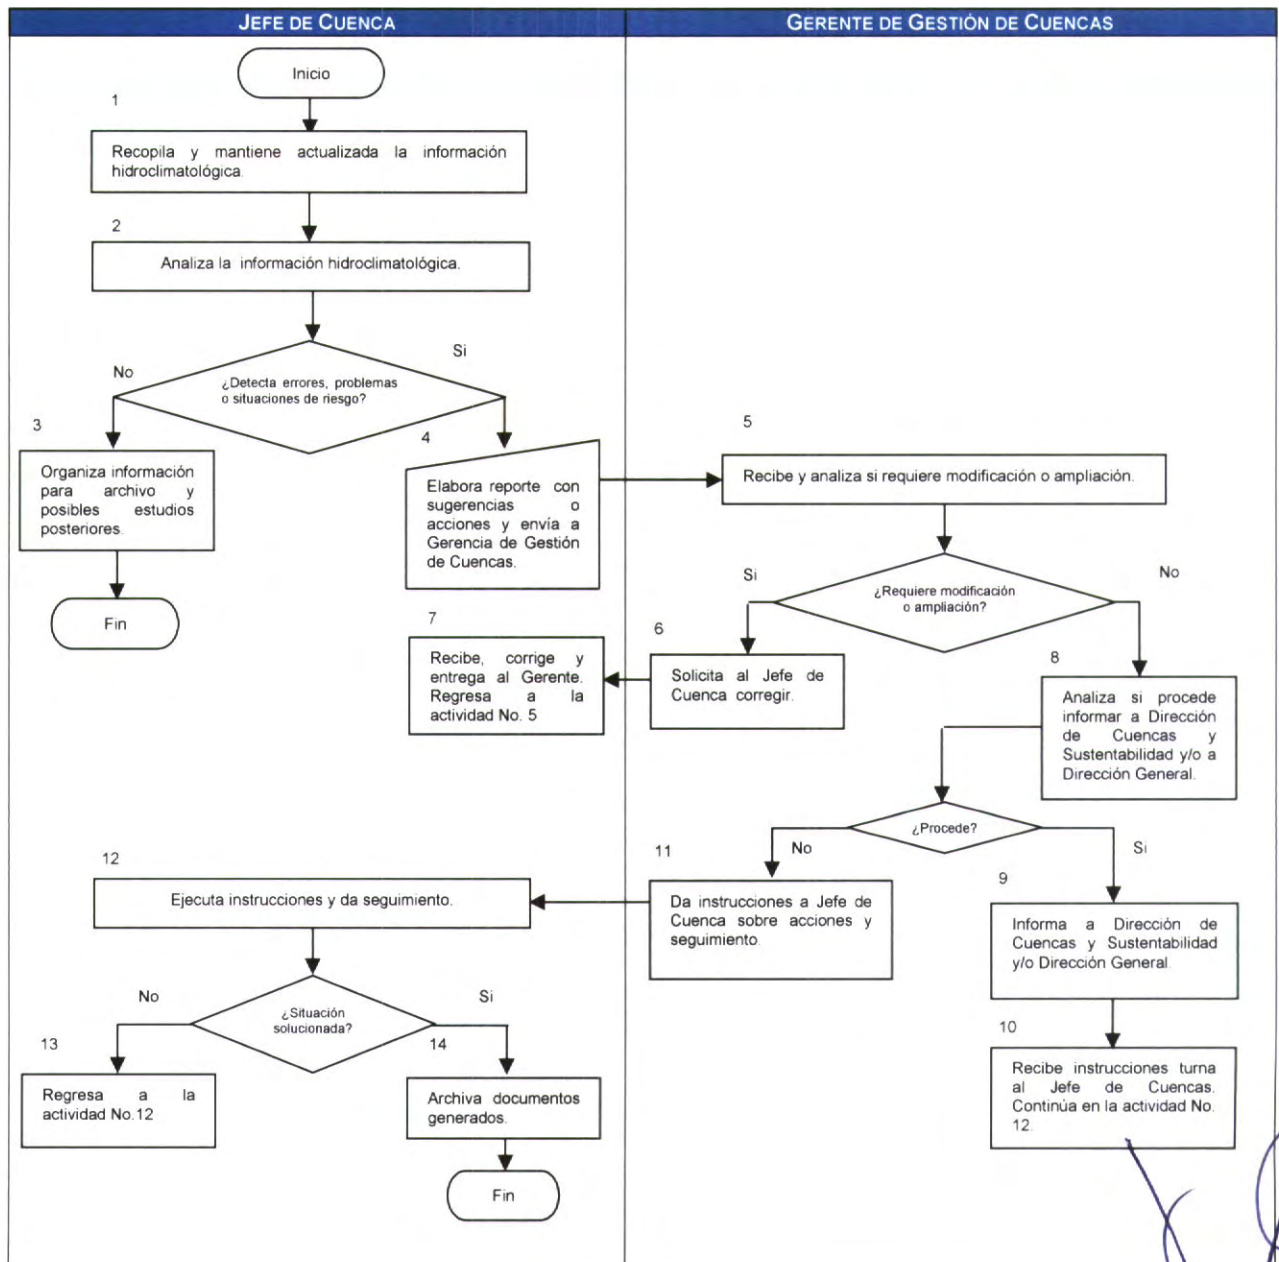 JEFE DE CUENCA
GERENTE DE GESTIÓN DE CUENCAS
Inicio
1
Recopila y mantiene actualizada la información
hidroclimatológica.
2
Analiza la información hidroclimatológica.
¿Detecta errores, problemas
o situaciones de riesgo?
No
Si
3
Organiza información
para archivo y
posibles estudios
posteriores.
Fin
4
Elabora reporte con
sugerencias o
acciones y envía a
Gerencia de Gestión
de Cuencas.
5
Recibe y analiza si requiere modificación o ampliación.
¿Requiere modificación
o ampliación?
Si
No
6
Solicita al Jefe de
Cuenca corregir.
7
Recibe, corrige y
entrega al Gerente.
Regresa a la
actividad No. 5
8
Analiza si procede
informar a Dirección
de Cuencas y
Sustentabilidad y/o a
Dirección General.
¿Procede?
No
Si
9
Informa a Dirección de
Cuencas y Sustentabilidad
y/o Dirección General.
10
Recibe instrucciones turna
al Jefe de Cuencas.
Continúa en la actividad No.
12.
11
Da instrucciones a Jefe de
Cuenca sobre acciones y
seguimiento.
12
Ejecuta instrucciones y da seguimiento.
¿Situación
solucionada?
No
Si
13
Regresa a la
actividad No.12
14
Archiva documentos
generados.
Fin